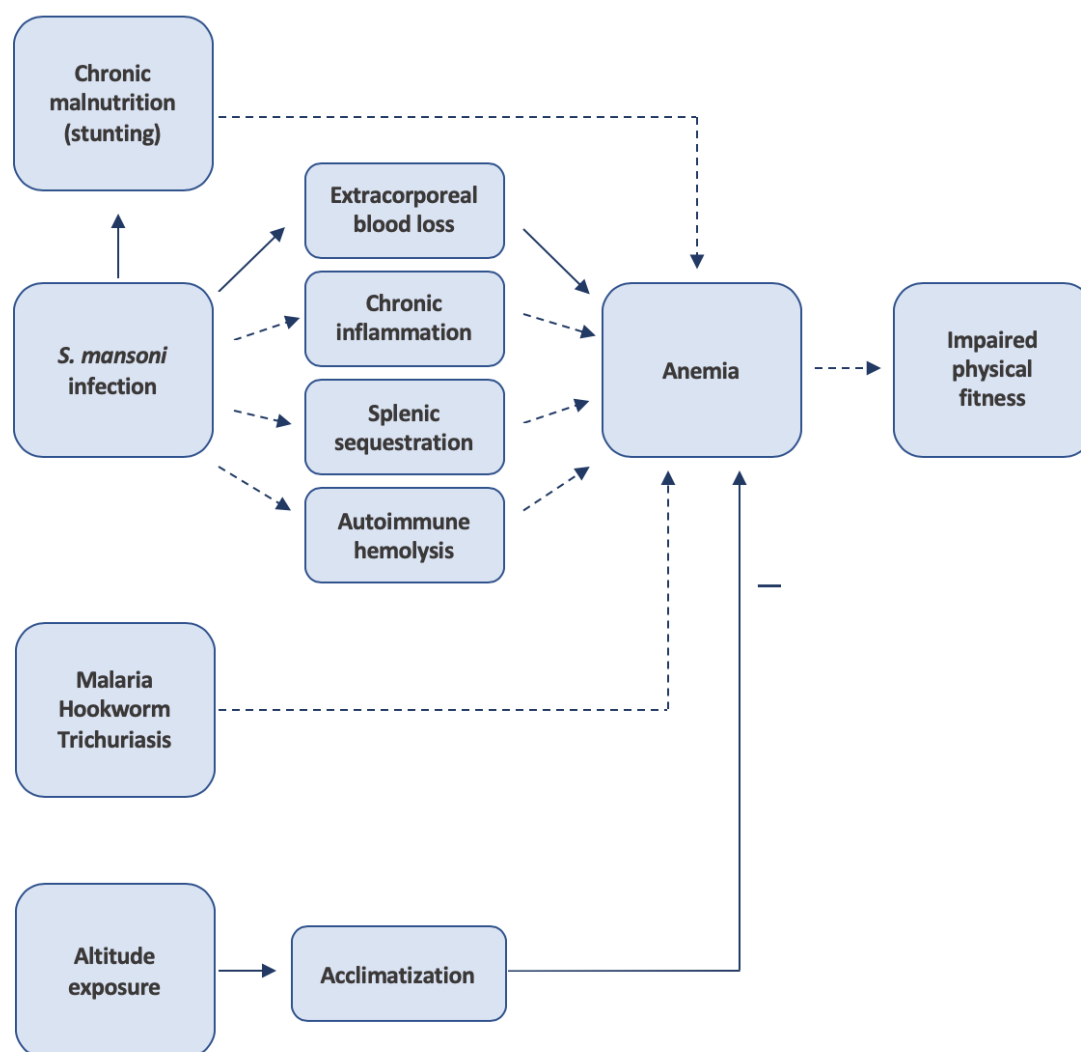 Chronic
malnutrition
(stunting)
Extracorporeal
blood loss
Chronic
inflammation
S. mansoni
infection
Splenic
sequestration
Autoimmune
hemolysis
Anemia
Impaired
physical
fitness
Malaria
Hookworm
Trichuriasis
Altitude
exposure
Acclimatization